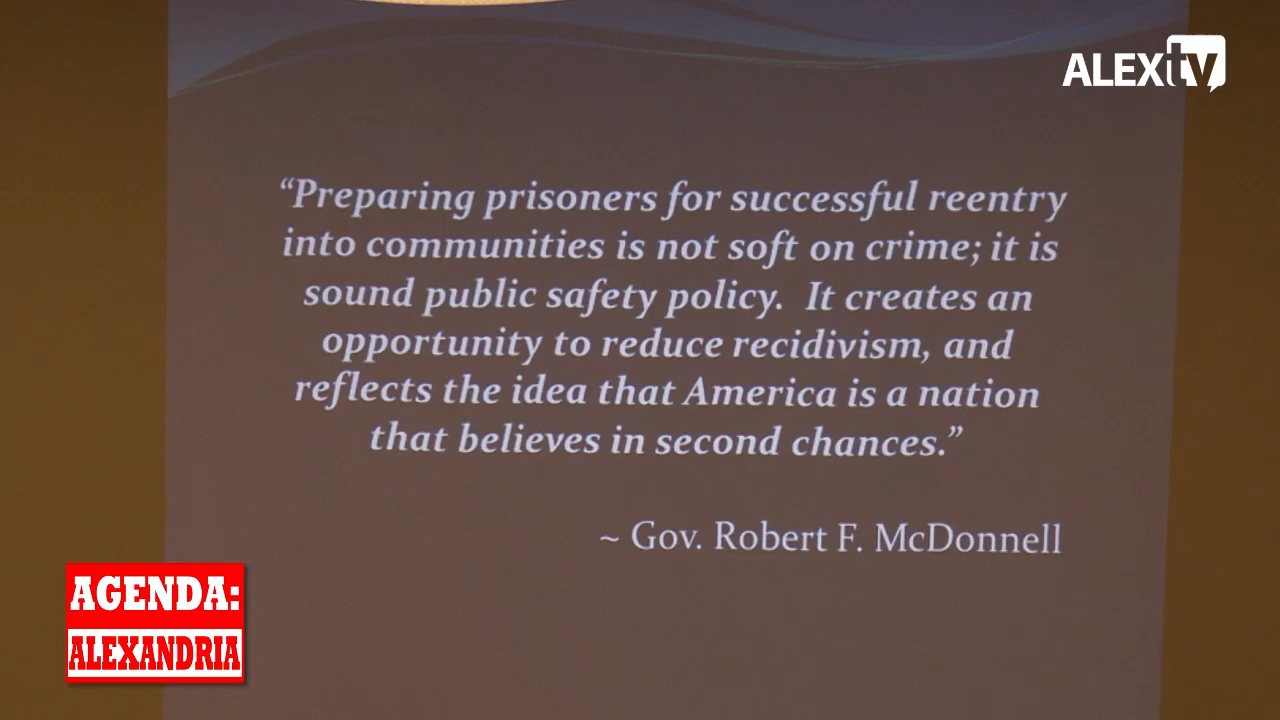 ALEXtv
“Preparing prisoners for successful reentry
into communities is not soft on crime; it is
sound public safety policy.  It creates an
opportunity to reduce recidivism, and
reflects the idea that America is a nation
that believes in second chances.”
~ Gov. Robert F. McDonnell
AGENDA:
ALEXANDRIA